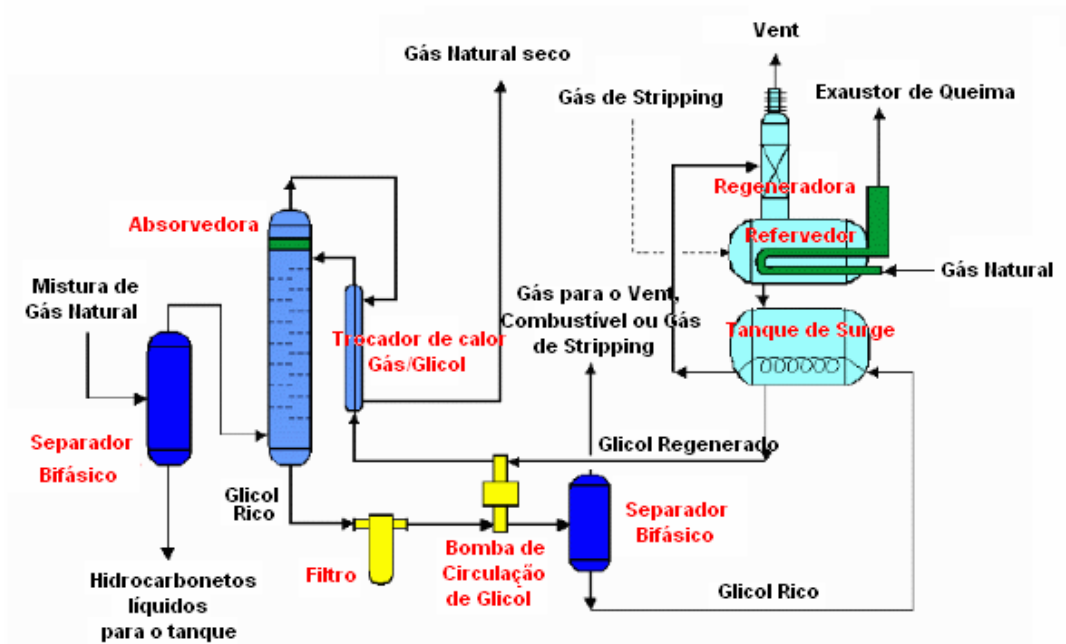 Vent
Gás Natural seco
Gás de Stripping
Exaustor de Queima
Regeneradora
Absorvedora
Refervedor
Gás Natural
Mistura de
Gás Natural
Gás para o Vent,
Combustível ou Gás
de Stripping
Tanque de Surge
Trocador de calor
Gás/Glicol
Separador
Bifásico
Glicol Regenerado
Glicol
Rico
Separador
Bifásico
Filtro
Bomba de
Circulação
de Glicol
Glicol Rico
Hidrocarbonetos
líquidos
para o tanque